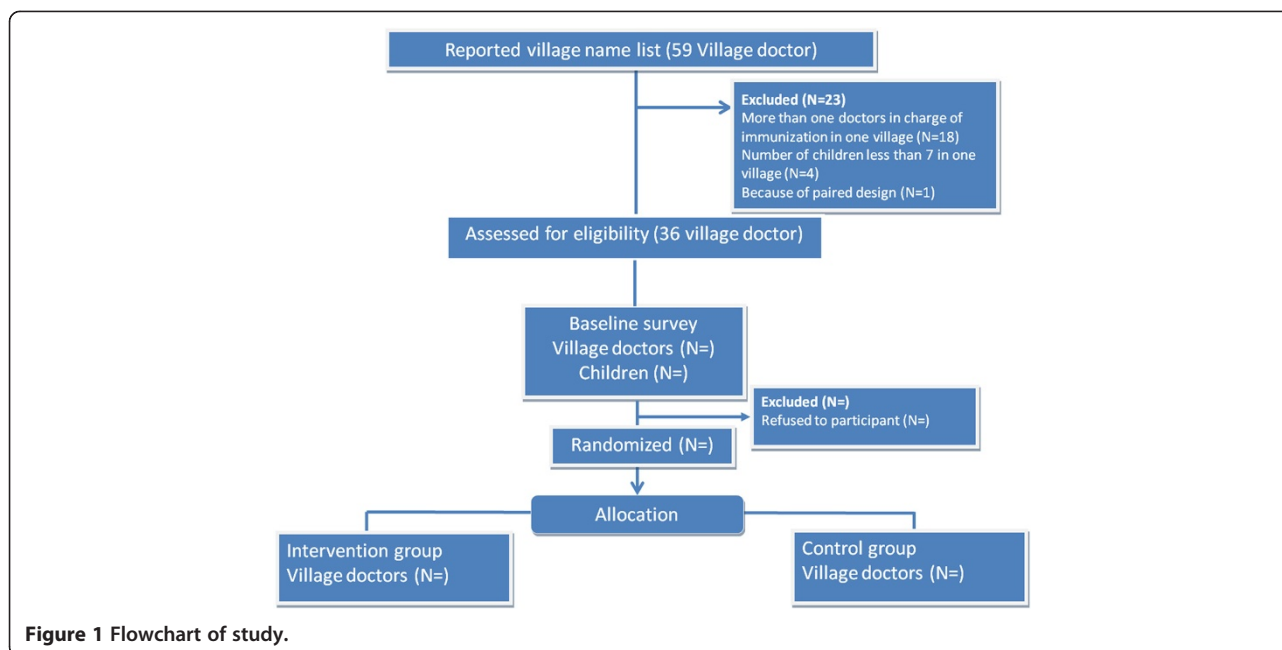 Reported village name list (59 Village doctor)
Excluded (N=23)
More than one doctors in charge of
immunization in one village (N=18)
Number of children less than 7 in one
village (N=4)
Because of paired design (N=1)
Assessed for eligibility (36 village doctor)
Baseline survey
Village doctors (N=)
Children (N=)
Excluded (N=)
Refused to participant (N=)
Randomized (N=)
Allocation
Intervention group
Village doctors (N=)
Control group
Village doctors (N=)
Figure 1 Flowchart of study.